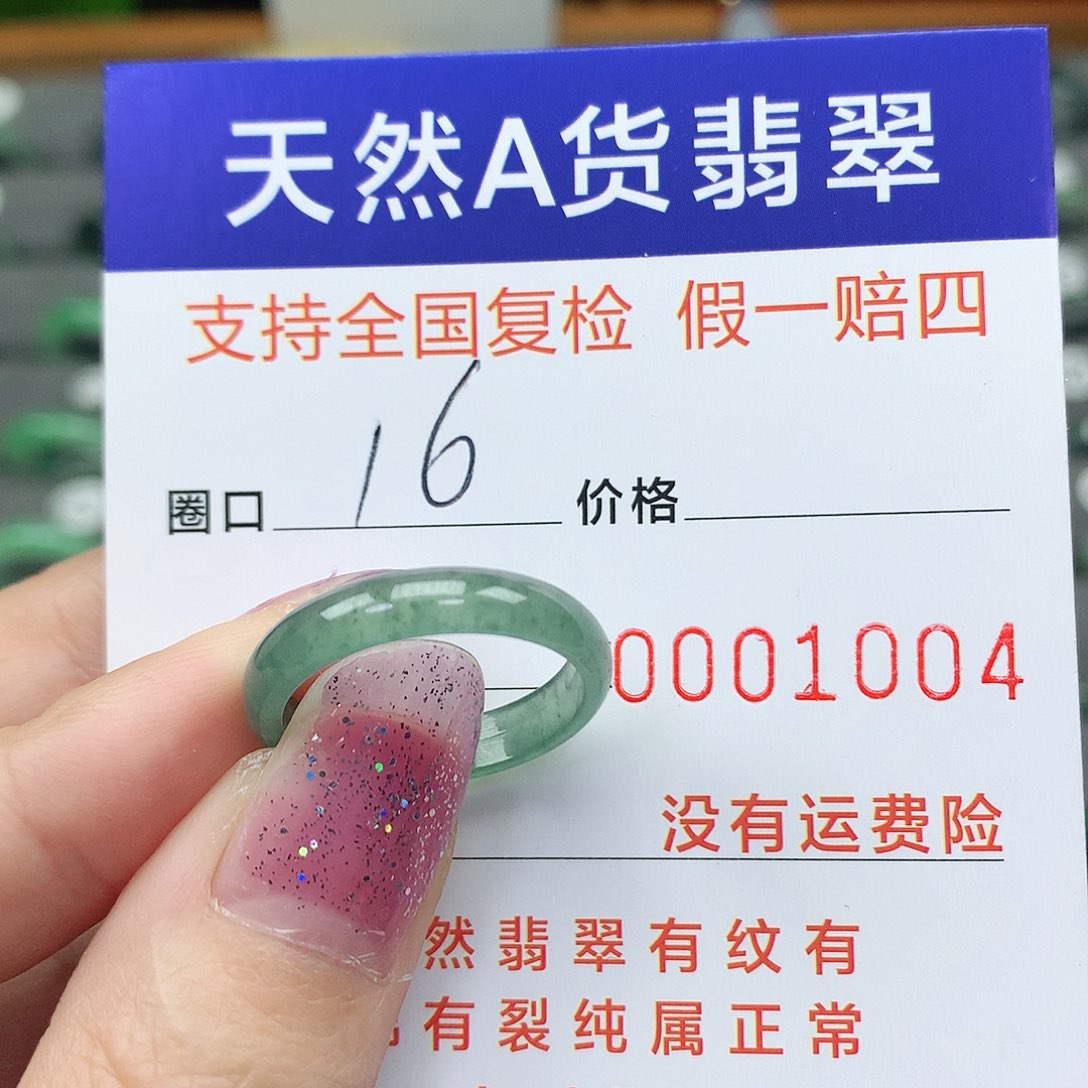 天然A货翡翠
支持全国复检 假一赔四
圈口 16 价格
0001004
没有运费险
然翡翠有纹有
有裂纯属正常